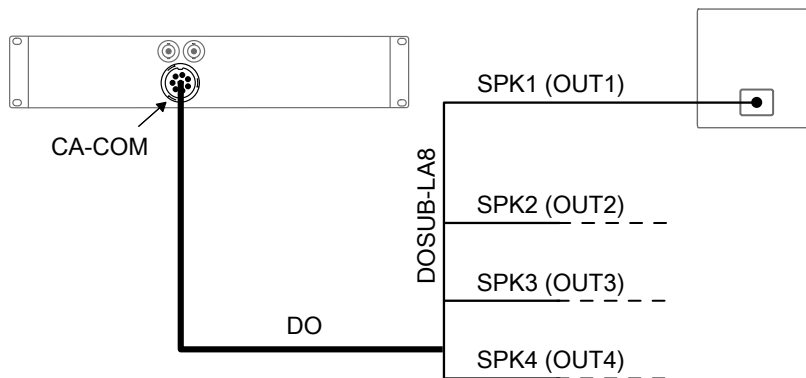 SPK1 (OUT1)
CA-COM
DOSUB-LA8
SPK2 (OUT2)
SPK3 (OUT3)
DO
SPK4 (OUT4)